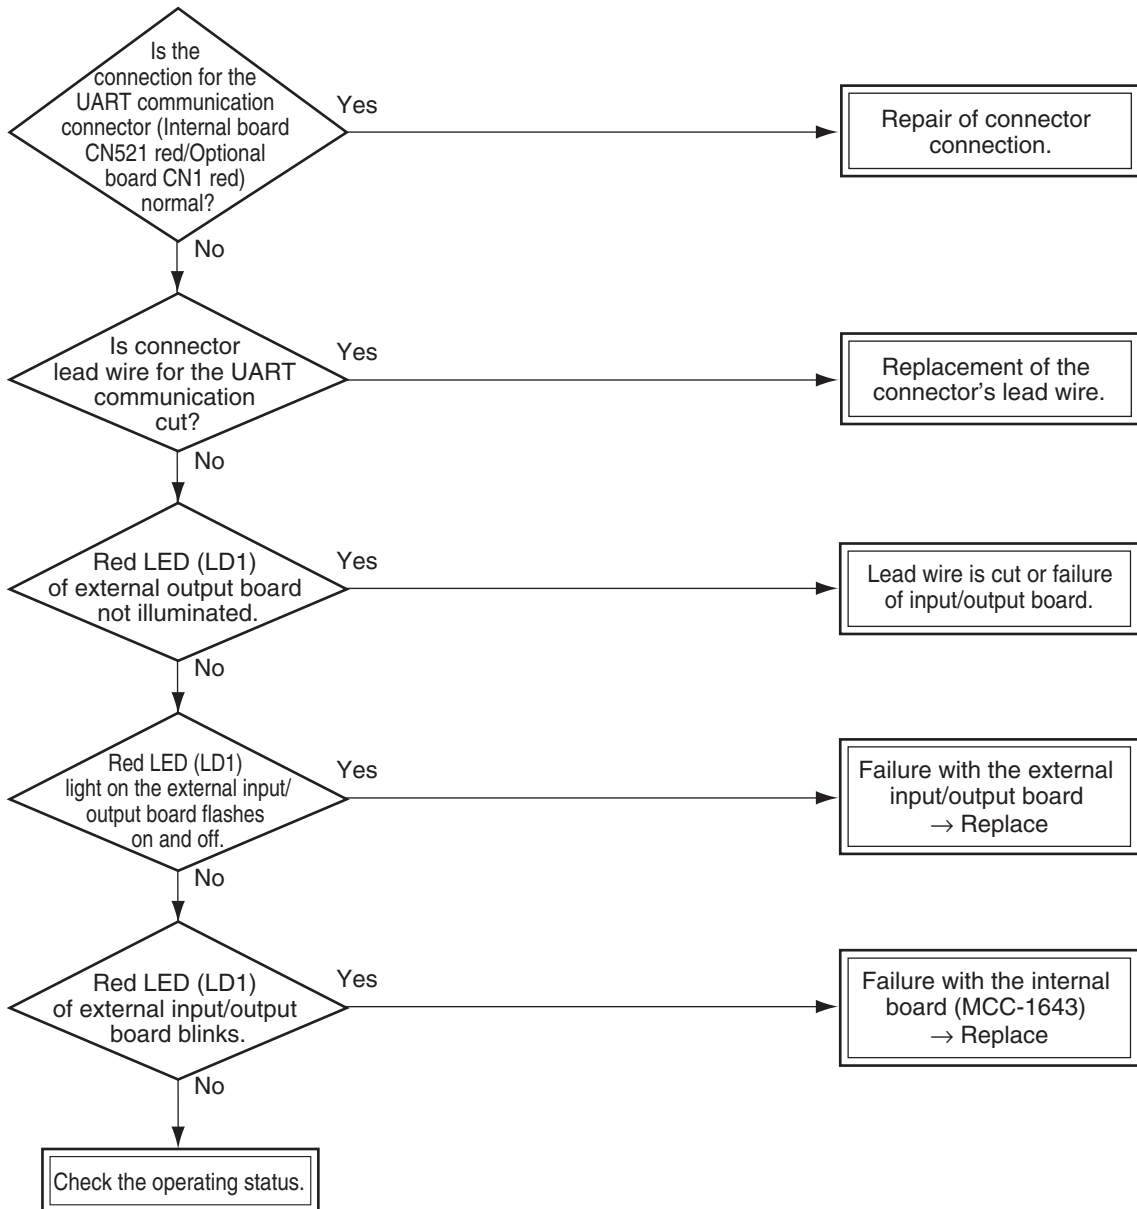 Is the
connection for the
UART communication
connector (Internal board
CN521 red/Optional
board CN1 red)
normal?
Yes
Repair of connector
connection.
No
Is connector
lead wire for the UART
communication
cut?
Yes
Replacement of the
connector’s lead wire.
No
Red LED (LD1)
of external output board
not illuminated.
Yes
Lead wire is cut or failure
of input/output board.
No
Red LED (LD1)
light on the external input/
output board flashes
on and off.
Yes
Failure with the external
input/output board
→ Replace
No
Red LED (LD1)
of external input/output
board blinks.
Yes
Failure with the internal
board (MCC-1643)
→ Replace
No
Check the operating status.